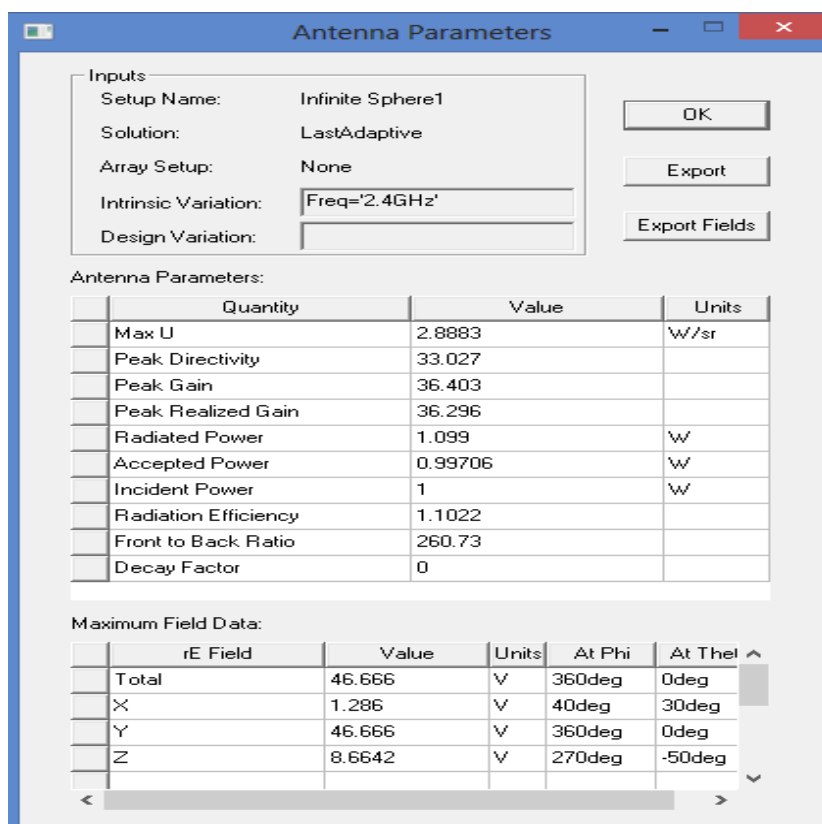 Antenna Parameters
Inputs
Setup Name: Infinite Sphere1
OK
Solution: LastAdaptive
Array Setup: None
Export
Intrinsic Variation: Freq='2.4GHz'
Export Fields
Design Variation:
Antenna Parameters:
Quantity Value Units
Max U 2.8883 W/sr
Peak Directivity 33.027
Peak Gain 36.403
Peak Realized Gain 36.296
Radiated Power 1.099 W
Accepted Power 0.99706 W
Incident Power 1 W
Radiation Efficiency 1.1022
Front to Back Ratio 260.73
Decay Factor 0
Maximum Field Data:
rE Field Value Units At Phi At Thet
Total 46.666 V 360deg 0deg
X 1.286 V 40deg 30deg
Y 46.666 V 360deg 0deg
Z 8.6642 V 270deg -50deg